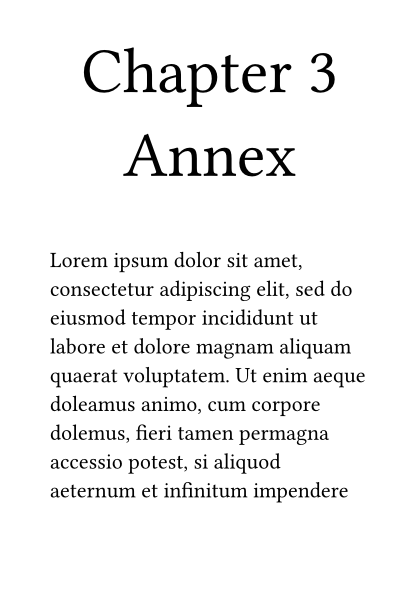 Chapter 3
Annex
Lorem ipsum dolor sit amet,
consectetur adipiscing elit, sed do
eiusmod tempor incididunt ut
labore et dolore magnam aliquam
quaerat voluptatem. Ut enim aeque
doleamus animo, cum corpore
dolemus, fieri tamen permagna
accessio potest, si aliquod
aeternum et infinitum impendere